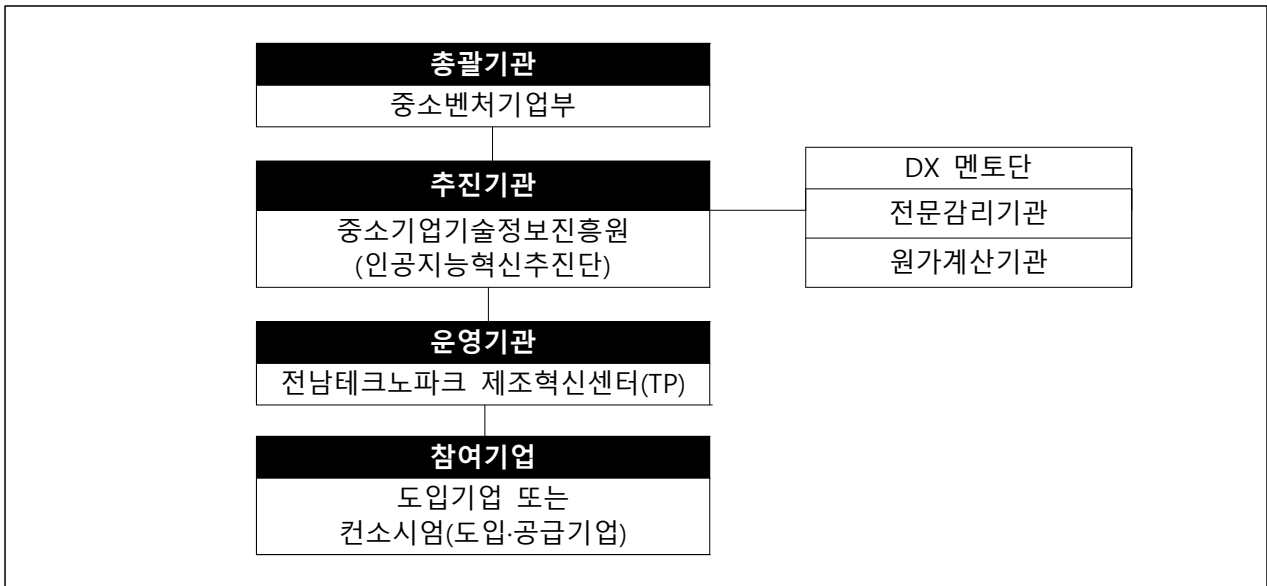 총괄기관
중소벤처기업부
추진기관
중소기업기술정보진흥원
(인공지능혁신추진단)
DX 멘토단
전문감리기관
원가계산기관
운영기관
전남테크노파크 제조혁신센터(TP)
참여기업
도입기업 또는
컨소시엄(도입·공급기업)